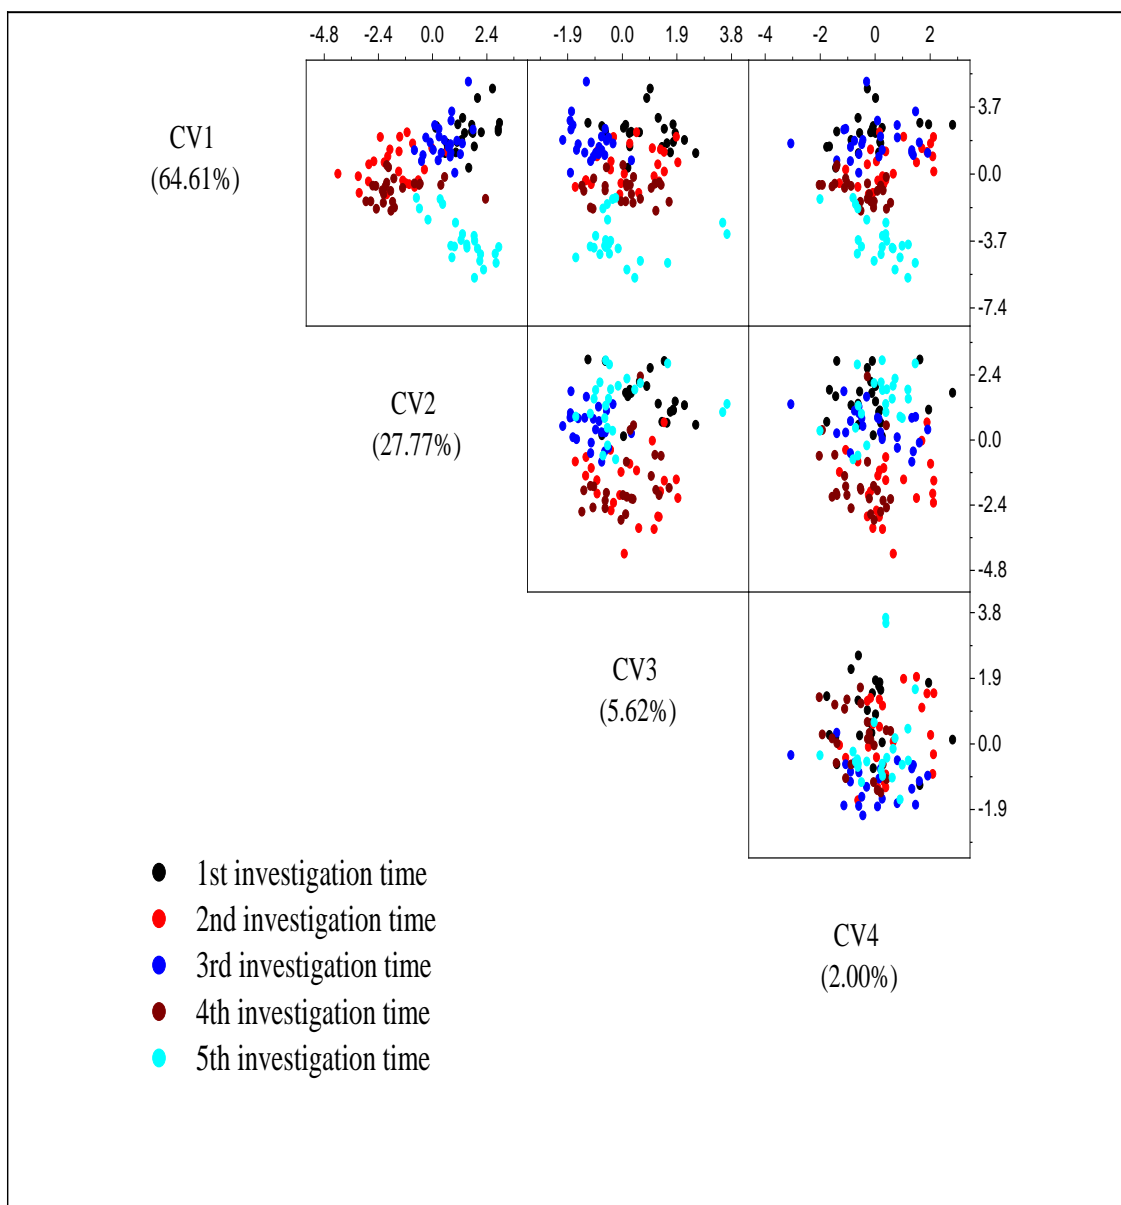 -4.8 -2.4 0.0 2.4 -1.9 0.0 1.9 3.8 -4 -2 0 2
CV1
(64.61%)
3.7
0.0
-3.7
-7.4
CV2
(27.77%)
2.4
0.0
-2.4
-4.8
CV3
(5.62%)
3.8
1.9
0.0
-1.9
1st investigation time
2nd investigation time
3rd investigation time
4th investigation time
5th investigation time
CV4
(2.00%)